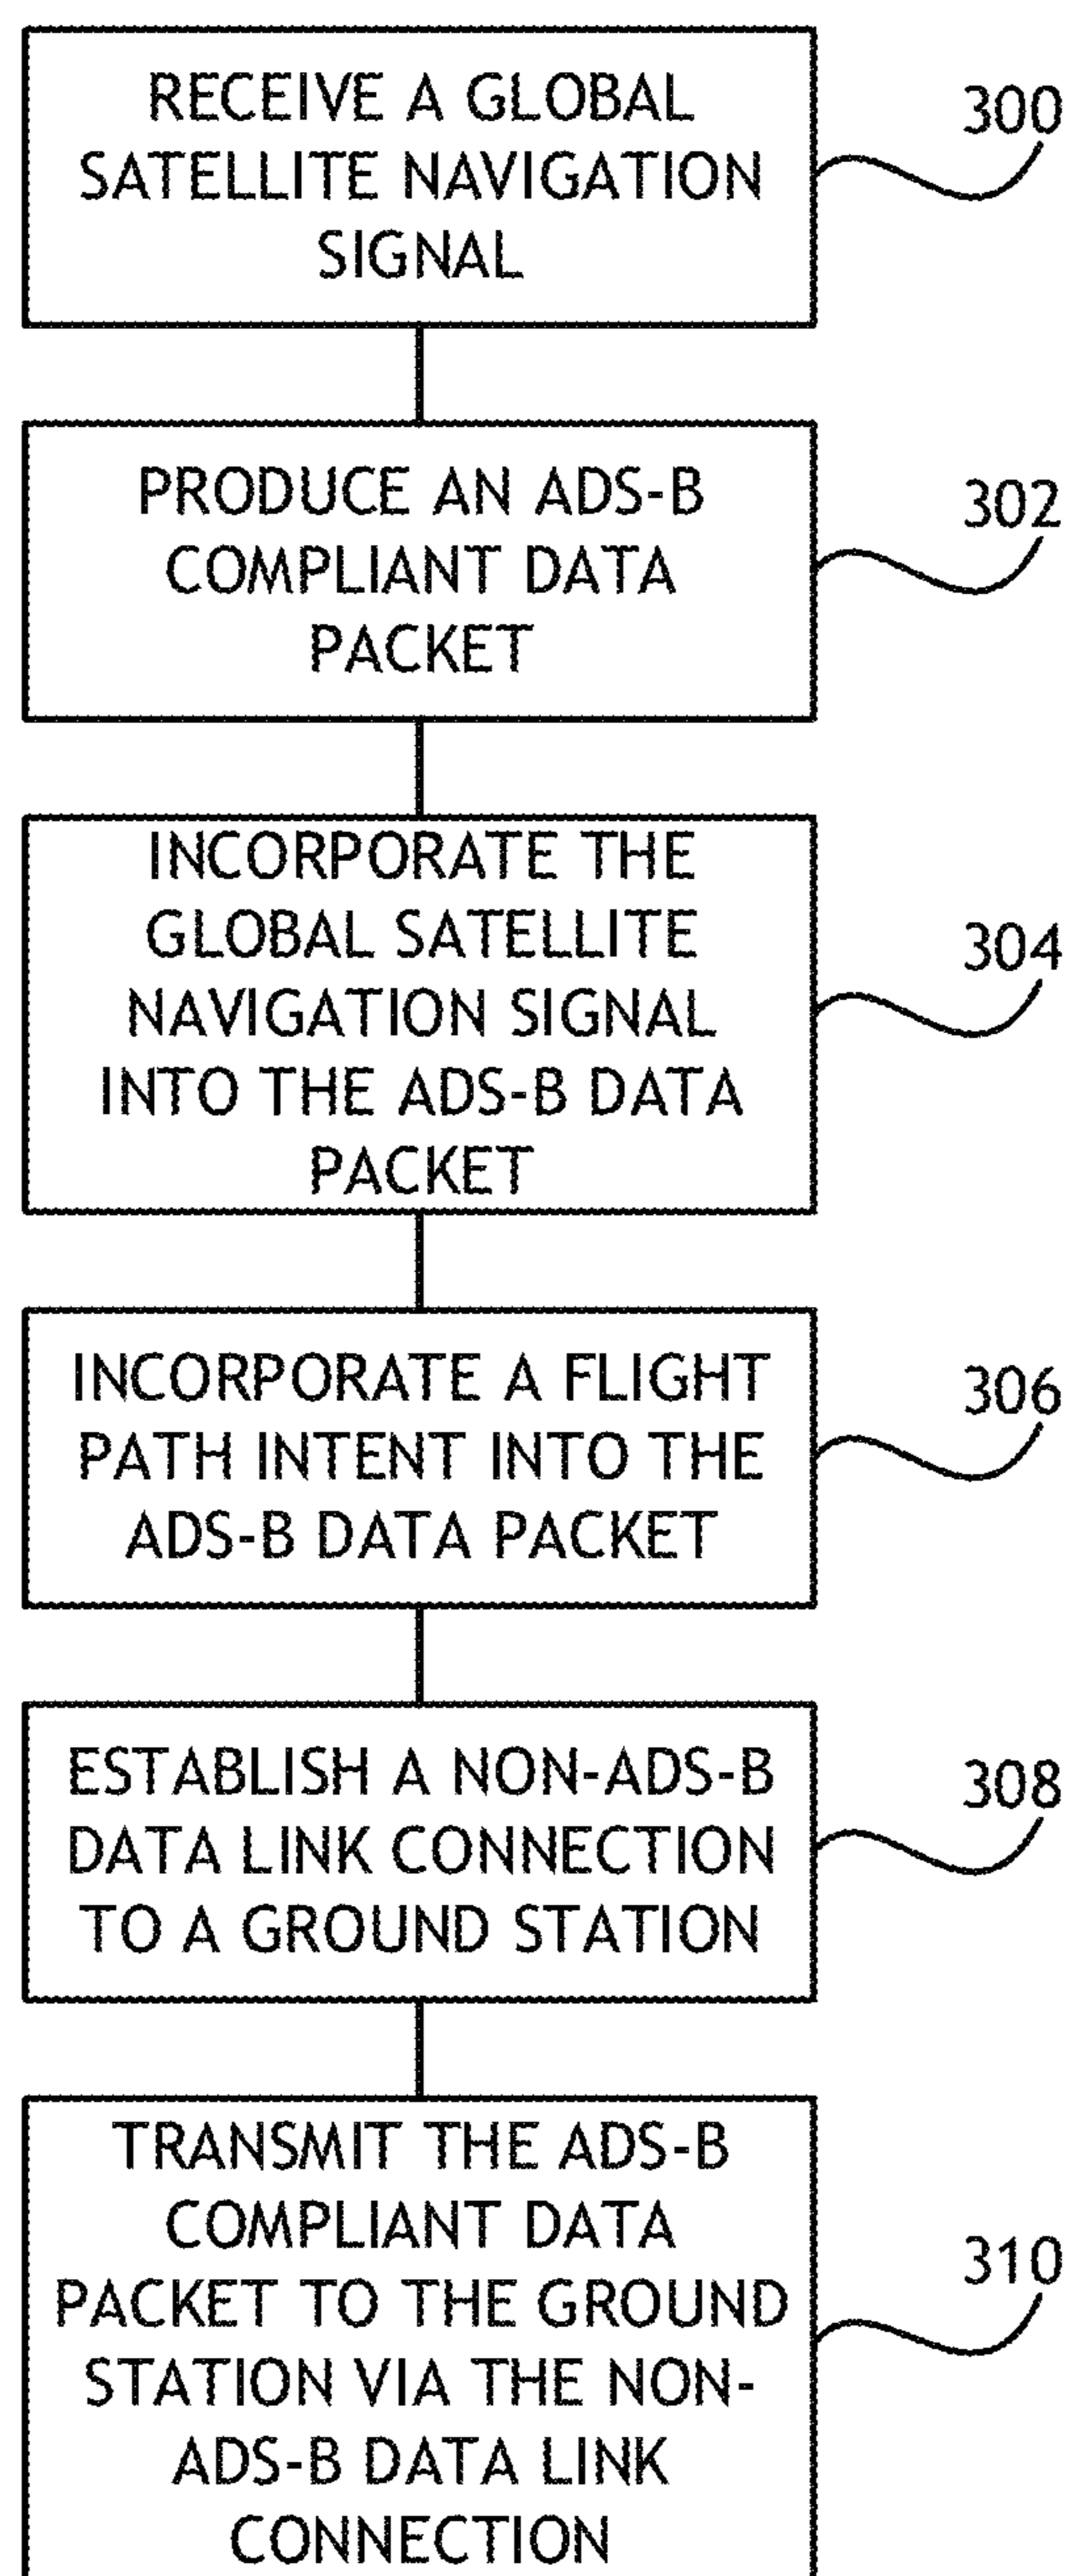 RECEIVE A GLOBAL
SATELLITE NAVIGATION
SIGNAL
300
PRODUCE AN ADS-B
COMPLIANT DATA
PACKET
302
INCORPORATE THE
GLOBAL SATELLITE
NAVIGATION SIGNAL
INTO THE ADS-B DATA
PACKET
304
INCORPORATE A FLIGHT
PATH INTENT INTO THE
ADS-B DATA PACKET
306
ESTABLISH A NON-ADS-B
DATA LINK CONNECTION
TO A GROUND STATION
308
TRANSMIT THE ADS-B
COMPLIANT DATA
PACKET TO THE GROUND
STATION VIA THE NON-
ADS-B DATA LINK
CONNECTION
310